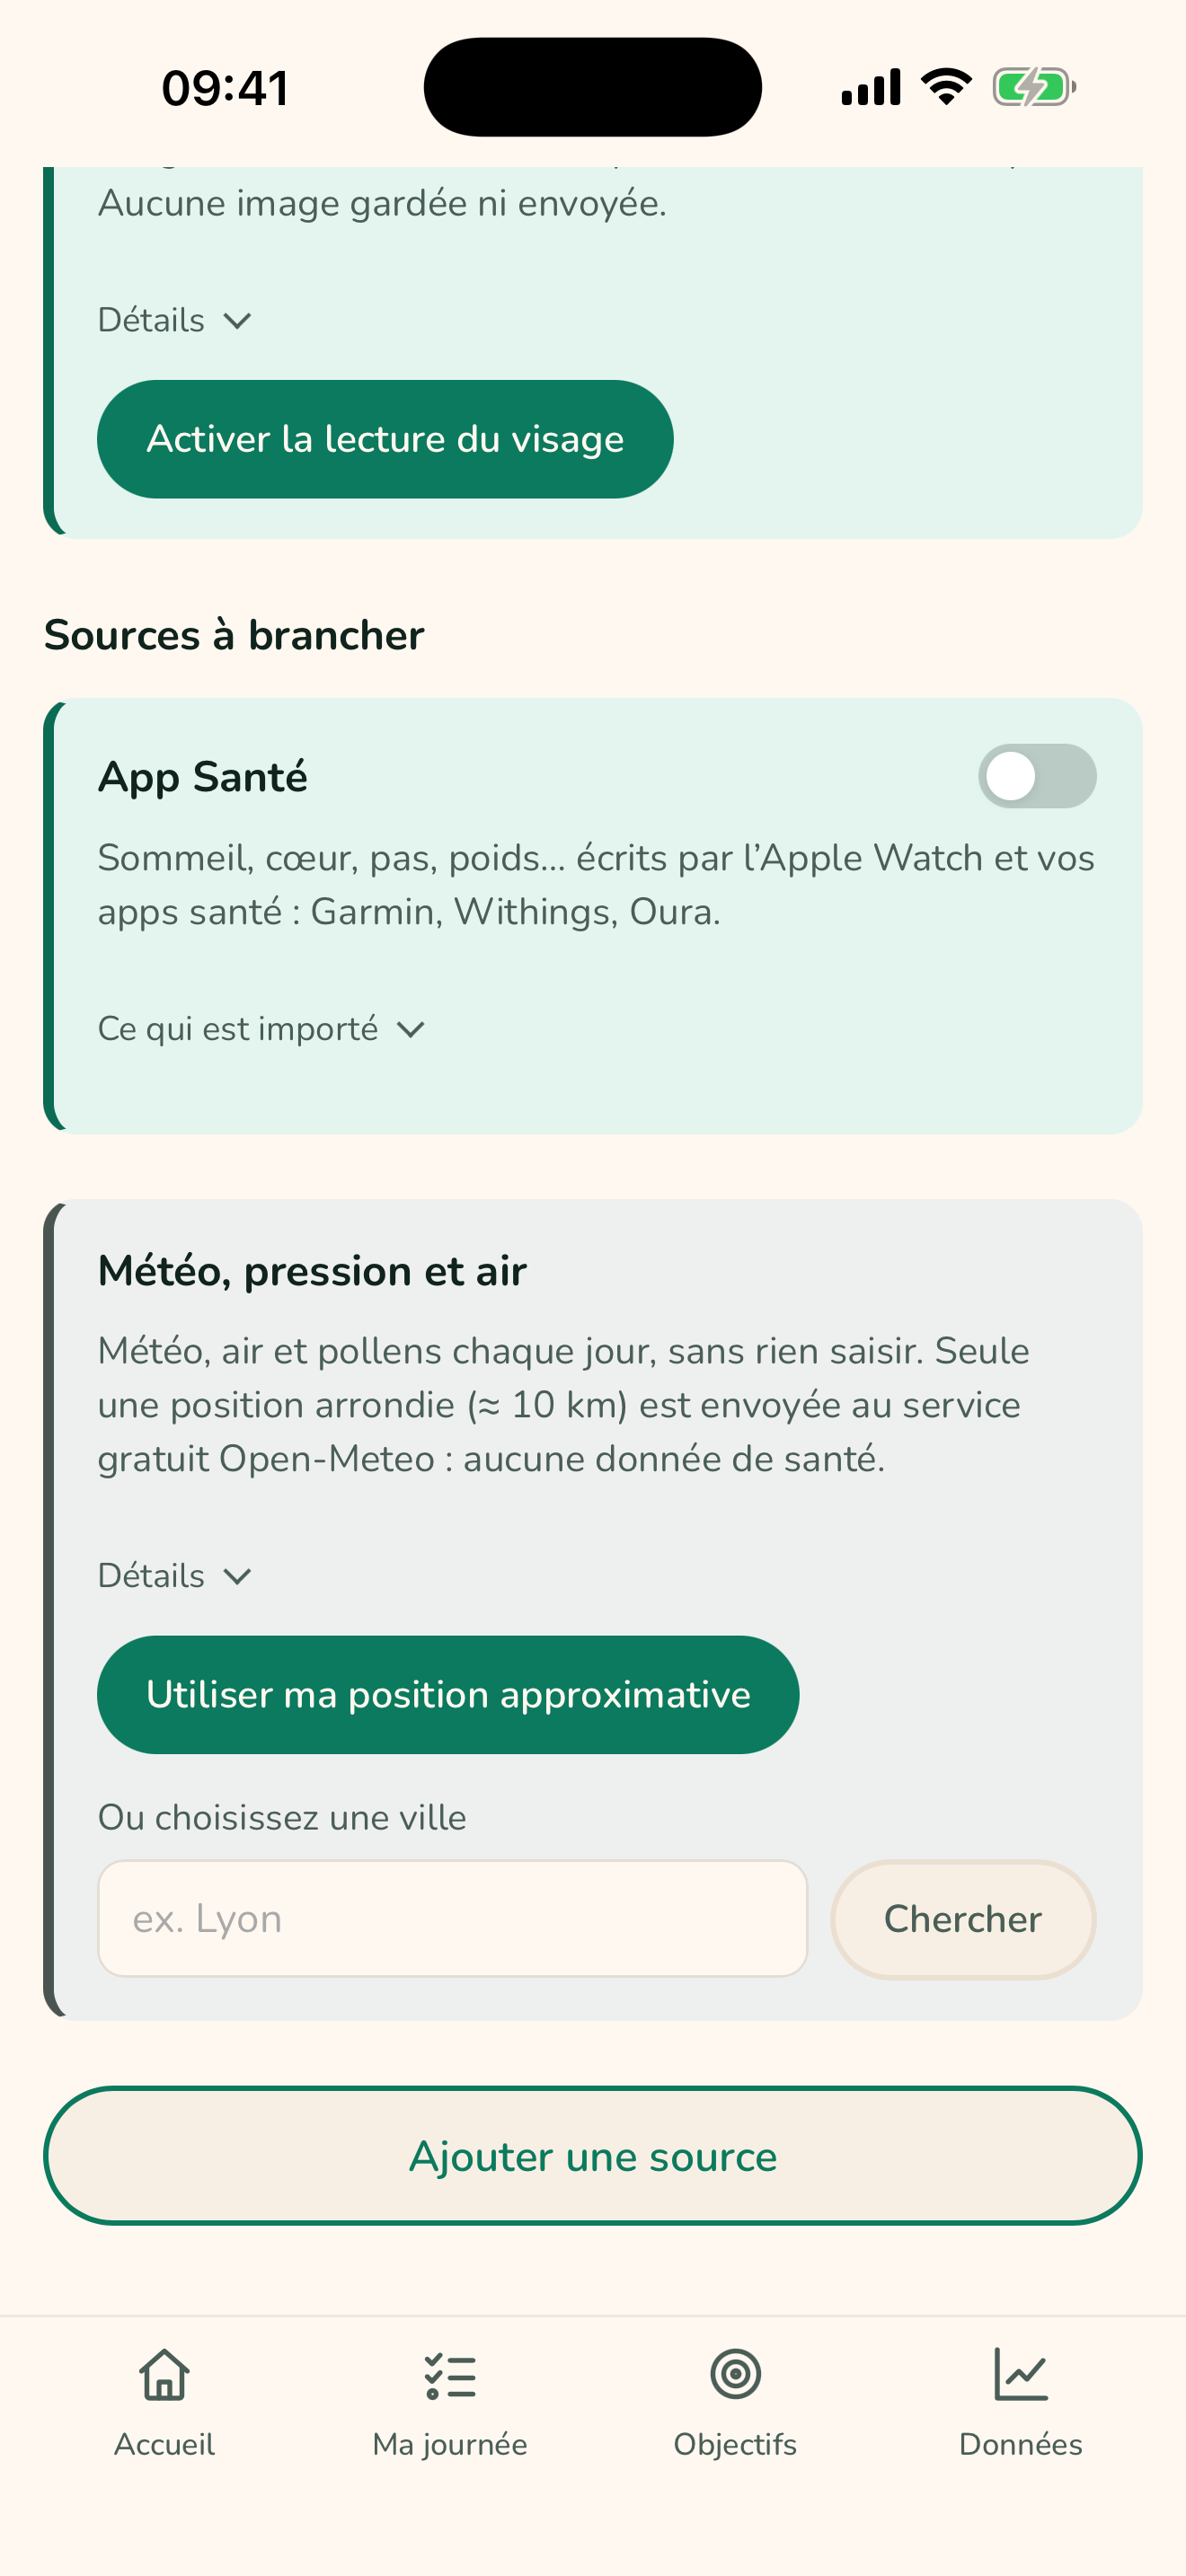 09:41
Aucune image gardée ni envoyée.
Détails
Activer la lecture du visage
Sources à brancher
App Santé
Sommeil, cœur, pas, poids… écrits par l’Apple Watch et vos
apps santé : Garmin, Withings, Oura.
Ce qui est importé
Météo, pression et air
Météo, air et pollens chaque jour, sans rien saisir. Seule
une position arrondie (≈ 10 km) est envoyée au service
gratuit Open-Meteo : aucune donnée de santé.
Détails
Utiliser ma position approximative
Ou choisissez une ville
ex. Lyon
Chercher
Ajouter une source
Accueil
Ma journée
Objectifs
Données